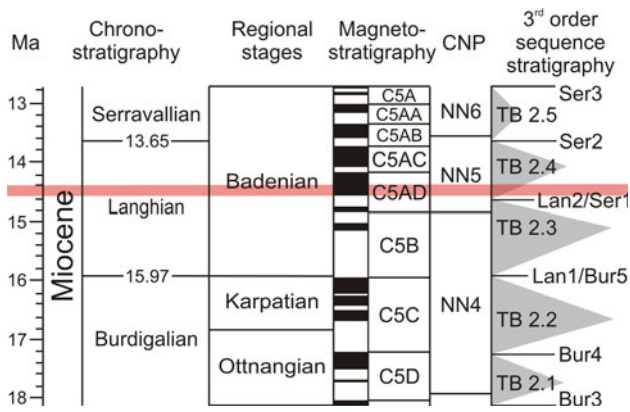 Ma
Chrono-
stratigraphy
Regional
stages
Magneto-
stratigraphy
CNP
3rd order
sequence
stratigraphy
13
14
15
16
17
18
Miocene
Serravallian
13.65
Langhian
15.97
Burdigalian
Badenian
Karpatian
Ottnangian
C5A
C5AA
C5AB
C5AC
C5AD
C5B
C5C
C5D
NN6
NN5
NN4
TB 2.5
TB 2.4
TB 2.3
TB 2.2
TB 2.1
Ser3
Ser2
Lan2/Ser1
Lan1/Bur5
Bur4
Bur3